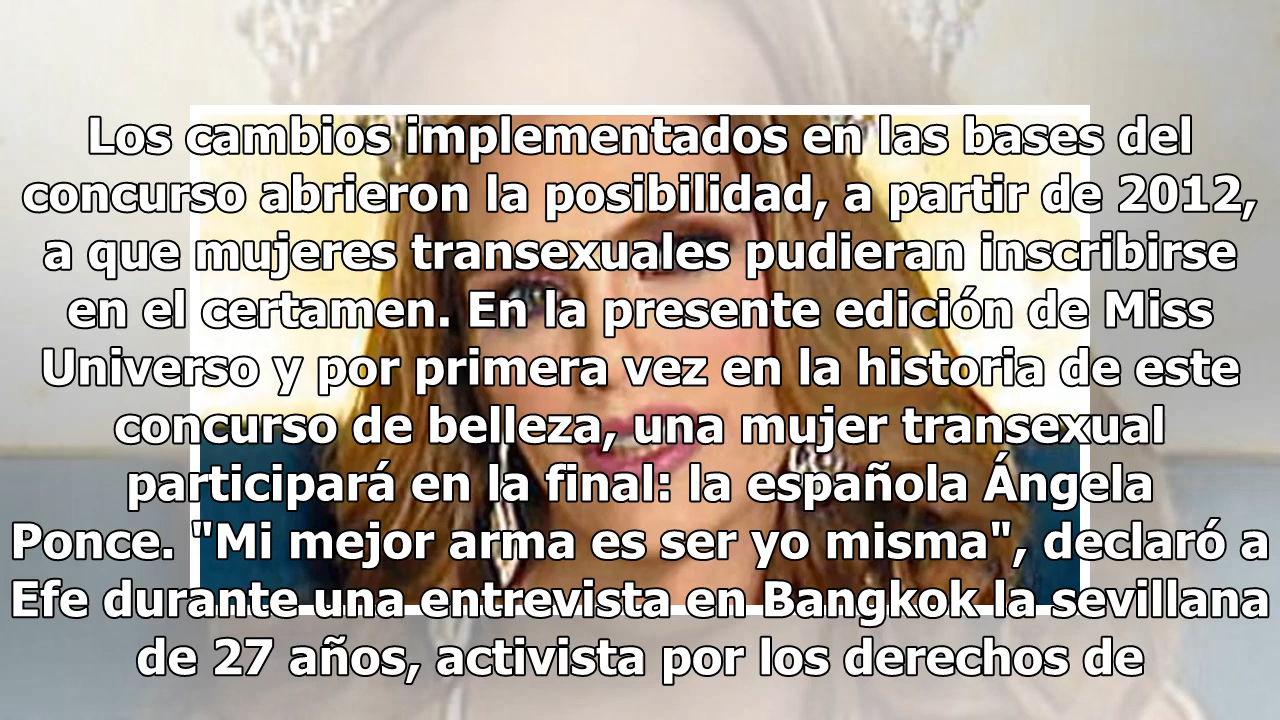 Los cambios implementados en las bases del
concurso abrieron la posibilidad, a partir de 2012,
a que mujeres transexuales pudieran inscribirse
en el certamen. En la presente edición de Miss
Universo y por primera vez en la historia de este
concurso de belleza, una mujer transexual
participará en la final: la española Ángela
Ponce. "Mi mejor arma es ser yo misma", declaró a
Efe durante una entrevista en Bangkok la sevillana
de 27 años, activista por los derechos de